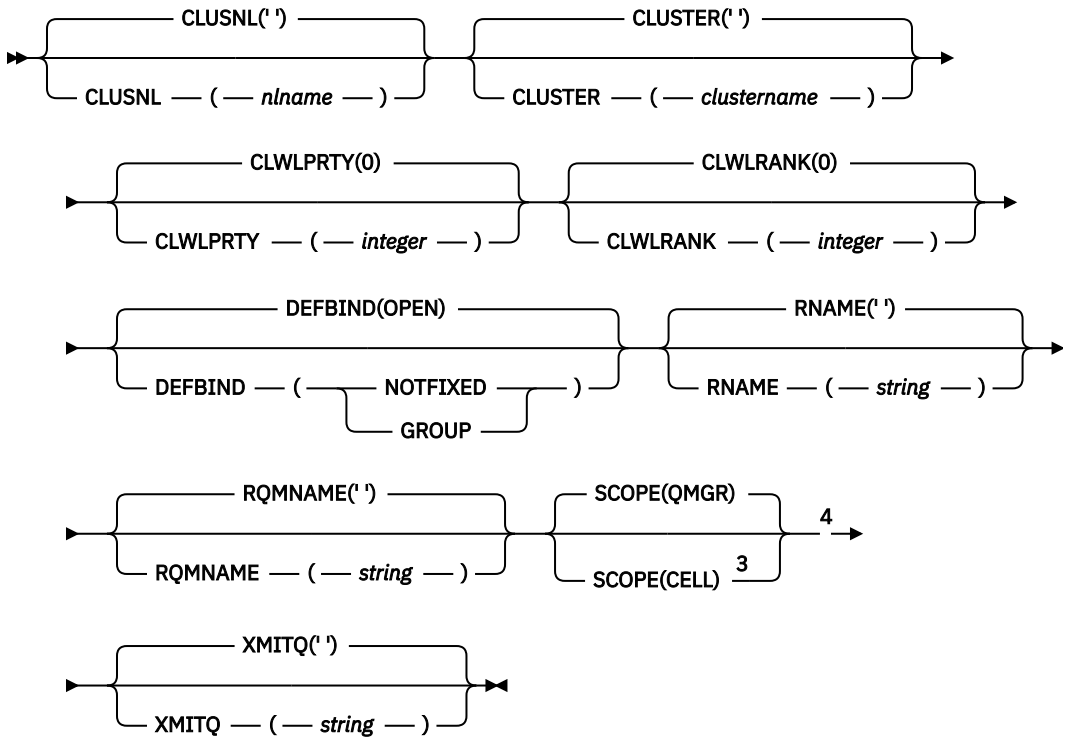 CLUSNL(' ') CLUSTER(' ')
CLUSNL ( nlname ) CLUSTER ( clustername )
CLWLPRTY(0) CLWLRANK(0)
CLWLPRTY ( integer ) CLWLRANK ( integer )
DEFBIND(OPEN) RNAME(' ')
DEFBIND ( NOTFIXED ) RNAME ( string )
GROUP
RQMNAME(' ') SCOPE(QMGR) 4
RQMNAME ( string ) SCOPE(CELL) 3
XMITQ(' ')
XMITQ ( string )